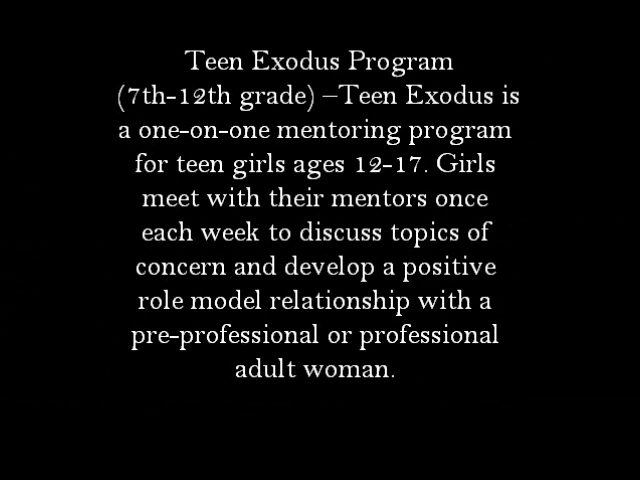 Teen Exodus Program
(7th-12th grade) –Teen Exodus is
a one-on-one mentoring program
for teen girls ages 12-17. Girls
meet with their mentors once
each week to discuss topics of
concern and develop a positive
role model relationship with a
pre-professional or professional
adult woman.